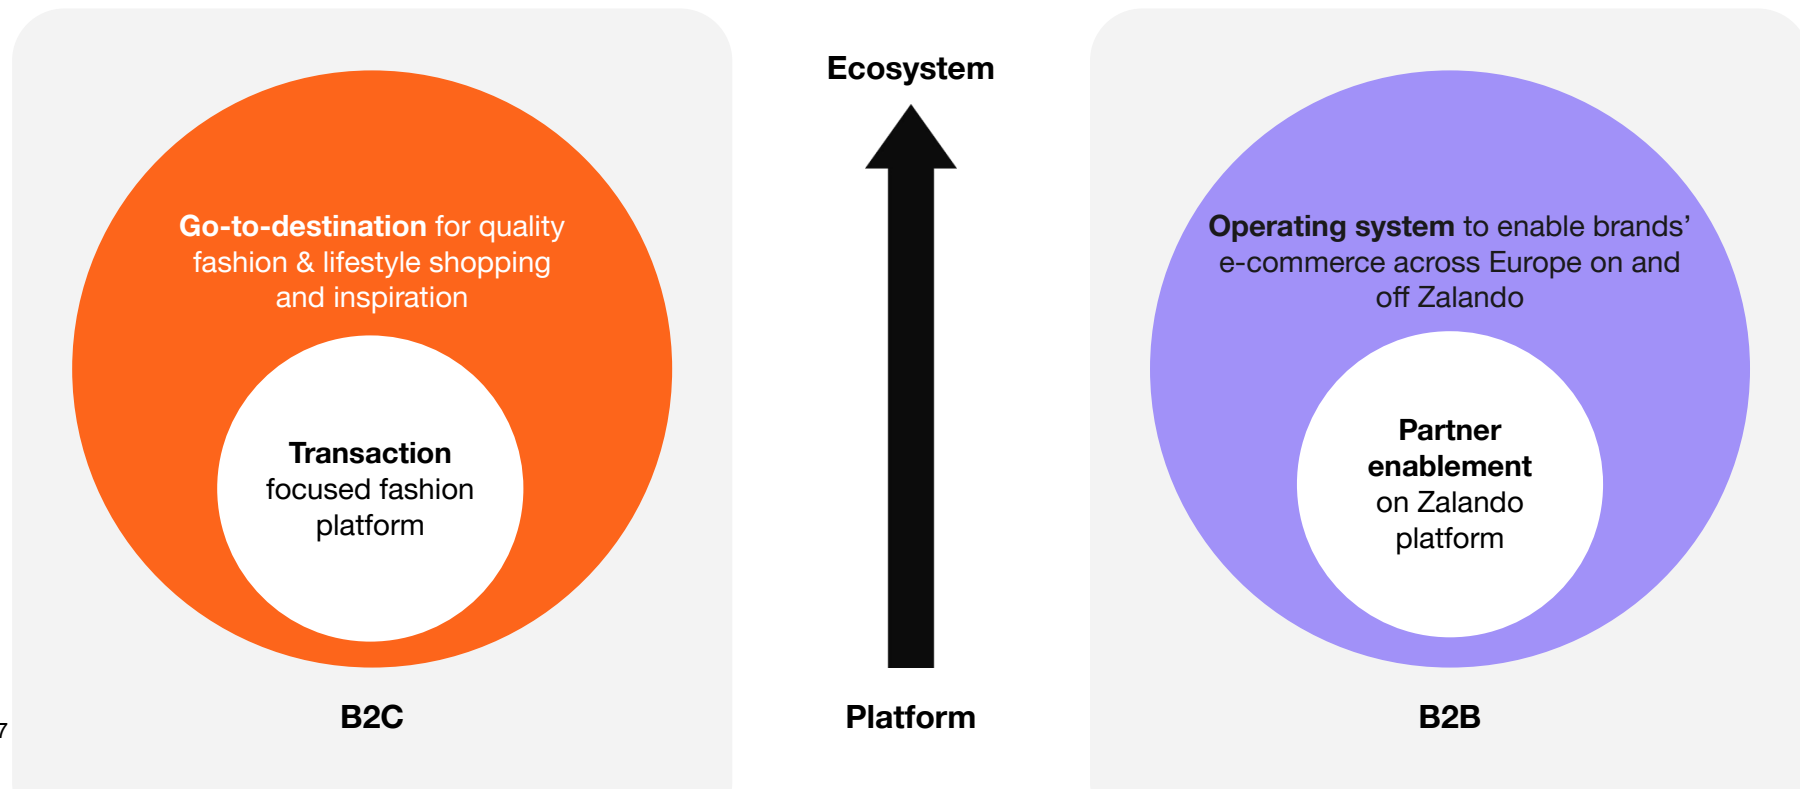 Go-to-destination for quality
fashion & lifestyle shopping
and inspiration
Transaction
focused fashion
platform
B2C
Ecosystem
Platform
Operating system to enable brands’
e-commerce across Europe on and
off Zalando
Partner
enablement
on Zalando
platform
B2B
7